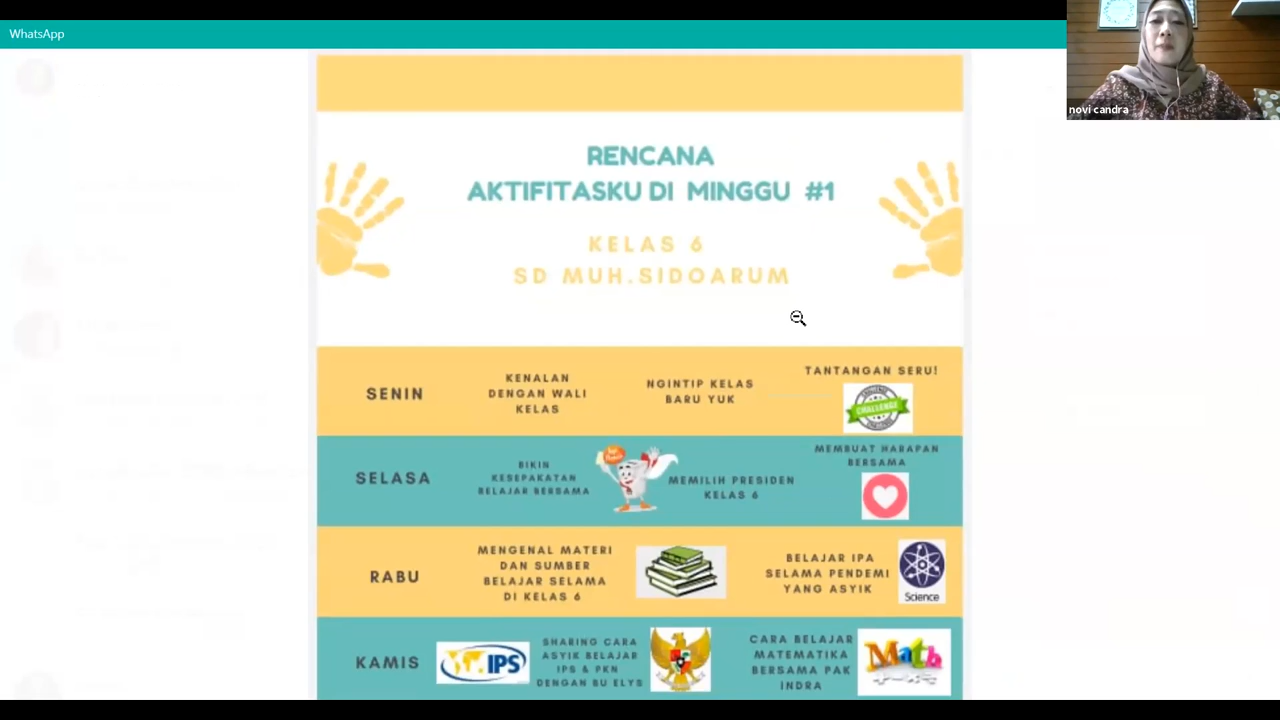 WhatsApp
novi candra
RENCANA
AKTIFITASKU DI MINGGU #1
KELAS 6
SD MUH.SIDOARUM
SENIN
KENALAN
DENGAN WALI
KELAS
NGINTIP KELAS
BARU YUK
TANTANGAN SERU!
CHALLENGE
SELASA
BIKIN
KESEPAKATAN
BELAJAR BERSAMA
MEMILIH PRESIDEN
KELAS 6
MEMBUAT HARAPAN
BERSAMA
RABU
MENGENAL MATERI
DAN SUMBER
BELAJAR SELAMA
DI KELAS 6
BELAJAR IPA
SELAMA PENDEMI
YANG ASYIK
Science
KAMIS
IPS
SHARING CARA
ASYIK BELAJAR
IPS & PKN
DENGAN BU ELYS
CARA BELAJAR
MATEMATIKA
BERSAMA PAK
INDRA
Math